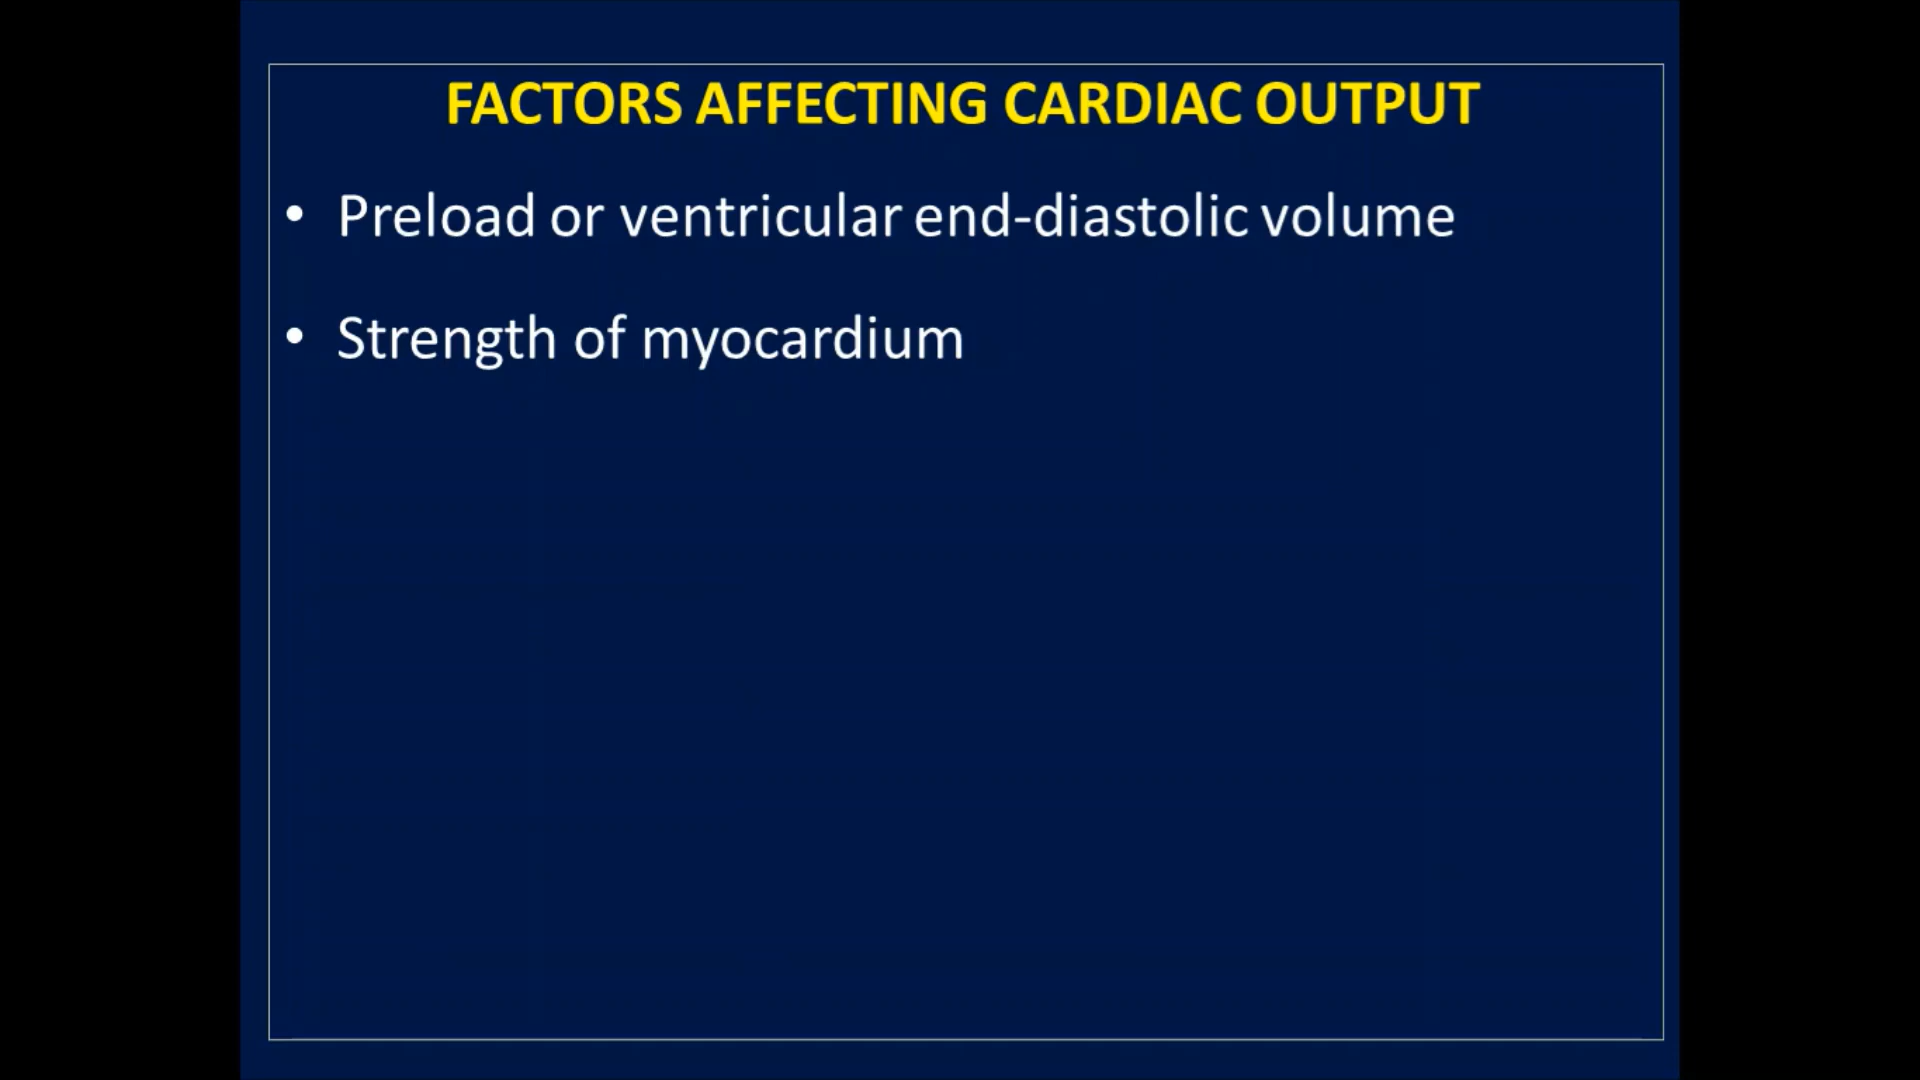 FACTORS AFFECTING CARDIAC OUTPUT
• Preload or ventricular end-diastolic volume
• Strength of myocardium